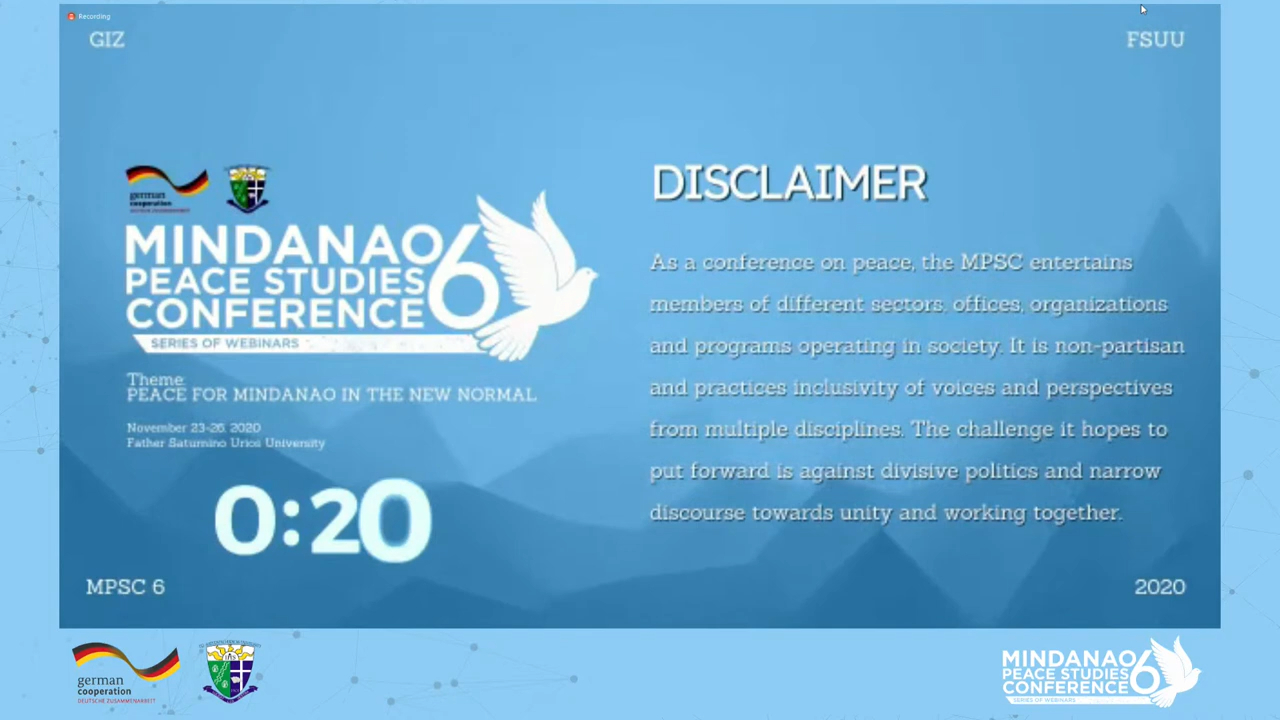 Recording
GIZ
FSUU
german
cooperation
DEUTSCHE ZUSAMMENARBEIT
MINDANAO
PEACE STUDIES
CONFERENCE
6
SERIES OF WEBINARS
Theme:
PEACE FOR MINDANAO IN THE NEW NORMAL
November 23-26, 2020
Father Saturnino Urios University
0:20
DISCLAIMER
As a conference on peace, the MPSC entertains
members of different sectors, offices, organizations
and programs operating in society. It is non-partisan
and practices inclusivity of voices and perspectives
from multiple disciplines. The challenge it hopes to
put forward is against divisive politics and narrow
discourse towards unity and working together.
MPSC 6
2020
german
cooperation
DEUTSCHE ZUSAMMENARBEIT
MINDANAO
PEACE STUDIES
CONFERENCE
6
SERIES OF WEBINARS